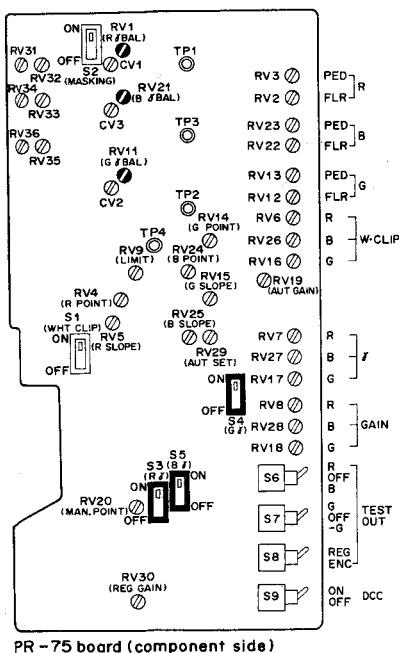 ON
OFF
S2
(MASKING)
RV1
(R ɣ BAL)
CV1
RV31
RV32
RV34
RV33
RV36
RV35
RV21
(B ɣ BAL)
CV3
RV11
(G ɣ BAL)
CV2
TP1
TP3
TP2
TP4
RV3 PED
RV2 FLR
R
RV23 PED
RV22 FLR
B
RV13 PED
RV12 FLR
G
RV6 R
RV26 B
RV16 G
W-CLIP
RV14
(G POINT)
RV9
(LIMIT)
RV24
(B POINT)
RV15
(G SLOPE)
RV19
(AUT GAIN)
RV4
(R POINT)
S1
(WHT CLIP)
ON
OFF
RV5
(R SLOPE)
RV25
(B SLOPE)
RV29
(AUT SET)
RV7 R
RV27 B
RV17 G
ɣ
ON
OFF
S4
(G ɣ)
RV8 R
RV28 B
RV18 G
GAIN
S3
(R ɣ)
ON
OFF
S5
(B ɣ)
ON
OFF
RV20
(MAN. POINT)
S6
R
OFF
B
S7
G
OFF
-G
S8
REG
ENC
TEST
OUT
S9
ON
OFF
DCC
RV30
(REG GAIN)
PR-75 board (component side)